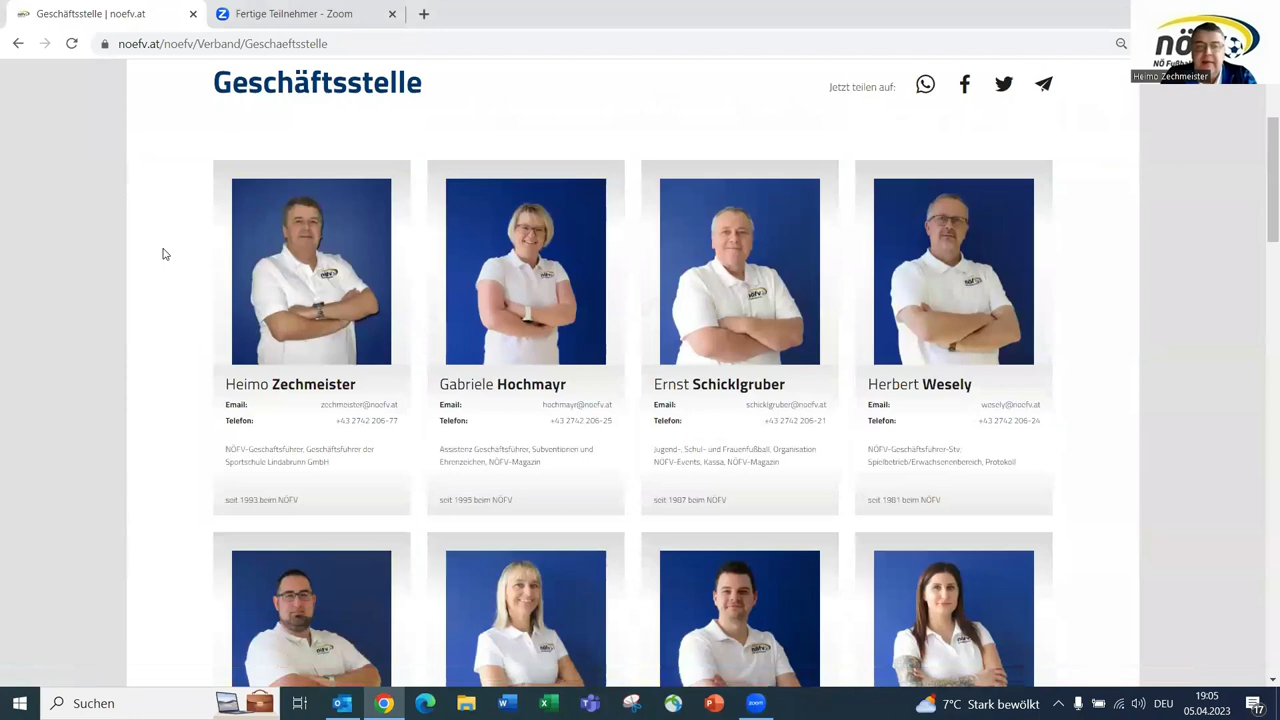 Geschäftsstelle | noefv.at
Fertige Teilnehmer - Zoom
noefv.at/noefv/Verband/Geschaeftsstelle
nö
NÖ Fußba
Heimo Zechmeister
Geschäftsstelle
Jetzt teilen auf:
Heimo Zechmeister
Email: zechmeister@noefv.at
Telefon: +43 2742 206-77
NÖFV-Geschäftsführer, Geschäftsführer der
Sportschule Lindabrunn GmbH
seit 1993 beim NÖFV
Gabriele Hochmayr
Email: hochmayr@noefv.at
Telefon: +43 2742 206-25
Assistenz Geschäftsführer, Subventionen und
Ehrenzeichen, NÖFV-Magazin
seit 1995 beim NÖFV
Ernst Schicklgruber
Email: schicklgruber@noefv.at
Telefon: +43 2742 206-21
Jugend-, Schul- und Frauenfußball, Organisation
NÖFV-Events, Kassa, NÖFV-Magazin
seit 1987 beim NÖFV
Herbert Wesely
Email: wesely@noefv.at
Telefon: +43 2742 206-24
NÖFV-Geschäftsführer-Stv.
Spielbetrieb/Erwachsenenbereich, Protokoll
seit 1981 beim NÖFV
Suchen
7°C Stark bewölkt
DEU
19:05
05.04.2023
17